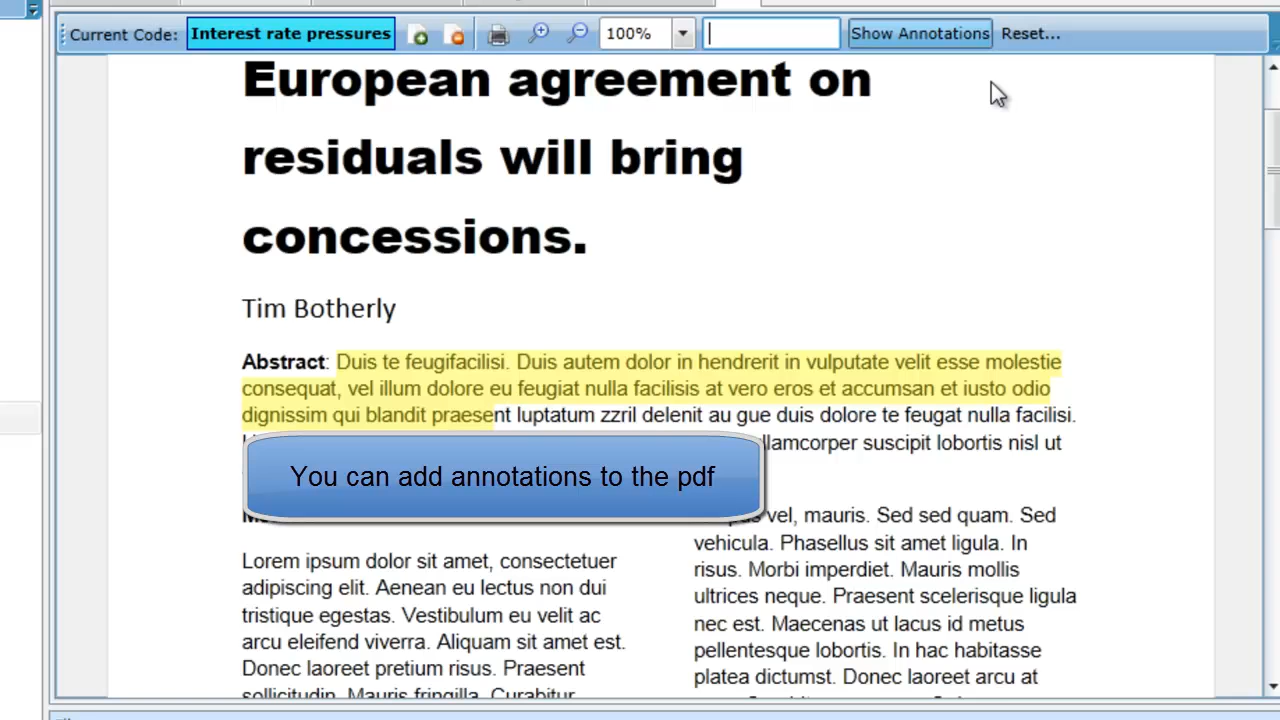 Current Code: Interest rate pressures 100% Show Annotations Reset...
European agreement on
residuals will bring
concessions.
Tim Botherly
Abstract: Duis te feugifacilisi. Duis autem dolor in hendrerit in vulputate velit esse molestie
consequat, vel illum dolore eu feugiat nulla facilisis at vero eros et accumsan et iusto odio
dignissim qui blandit praesent luptatum zzril delenit au gue duis dolore te feugat nulla facilisi.
llamcorper suscipit lobortis nisl ut
You can add annotations to the pdf
Lorem ipsum dolor sit amet, consectetuer
adipiscing elit. Aenean eu lectus non dui
tristique egestas. Vestibulum eu velit ac
arcu eleifend viverra. Aliquam sit amet est.
Donec laoreet pretium risus. Praesent
sollicitudin. Mauris fringilla. Curabitur
vel, mauris. Sed sed quam. Sed
vehicula. Phasellus sit amet ligula. In
risus. Morbi imperdiet. Mauris mollis
ultrices neque. Praesent scelerisque ligula
nec est. Maecenas ut lacus id metus
pellentesque lobortis. In hac habitasse
platea dictumst. Donec laoreet arcu at